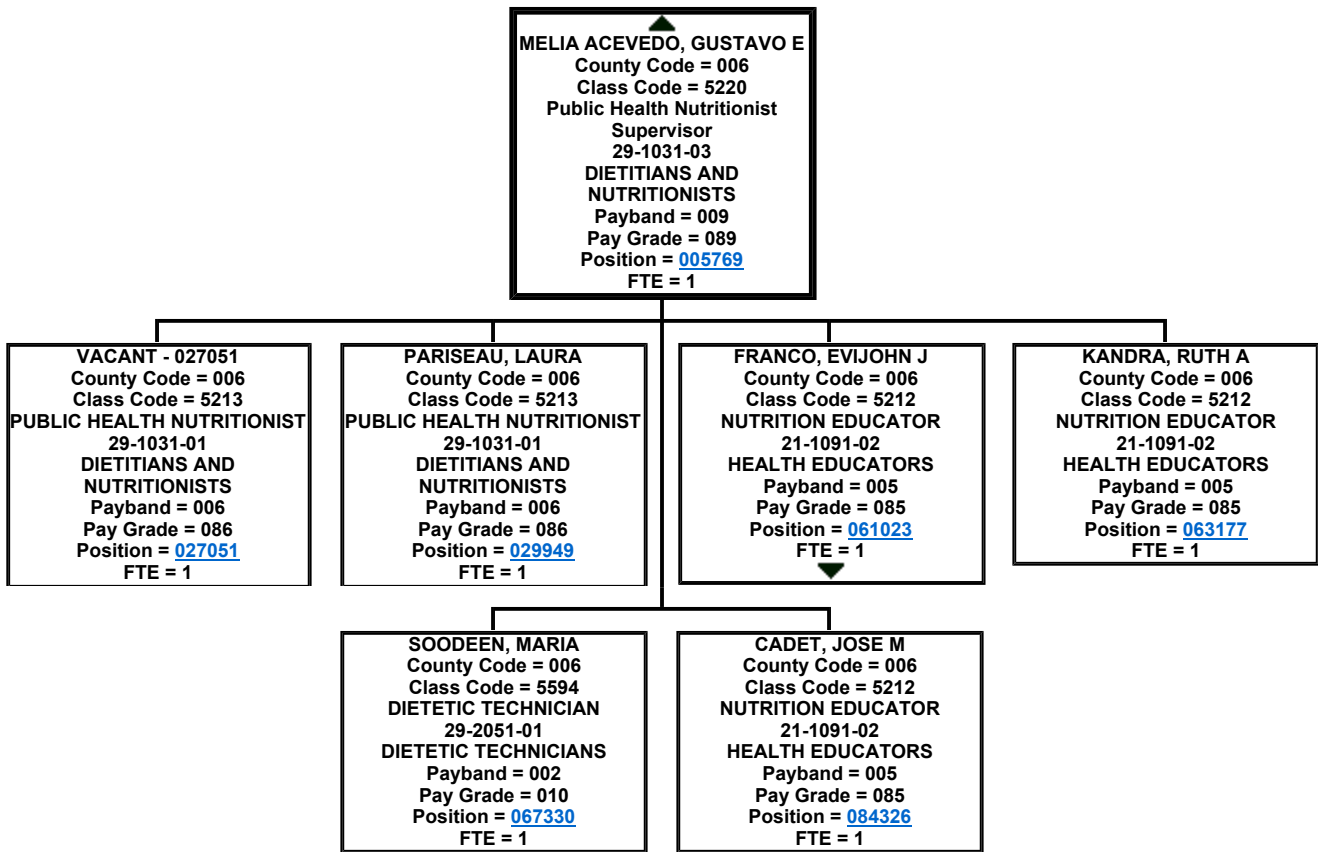 MELIA ACEVEDO, GUSTAVO E
County Code = 006
Class Code = 5220
Public Health Nutritionist
Supervisor
29-1031-03
DIETITIANS AND
NUTRITIONISTS
Payband = 009
Pay Grade = 089
Position = 005769
FTE = 1
VACANT - 027051
County Code = 006
Class Code = 5213
PUBLIC HEALTH NUTRITIONIST
29-1031-01
DIETITIANS AND
NUTRITIONISTS
Payband = 006
Pay Grade = 086
Position = 027051
FTE = 1
PARISEAU, LAURA
County Code = 006
Class Code = 5213
PUBLIC HEALTH NUTRITIONIST
29-1031-01
DIETITIANS AND
NUTRITIONISTS
Payband = 006
Pay Grade = 086
Position = 029949
FTE = 1
FRANCO, EVIJOHN J
County Code = 006
Class Code = 5212
NUTRITION EDUCATOR
21-1091-02
HEALTH EDUCATORS
Payband = 005
Pay Grade = 085
Position = 061023
FTE = 1
KANDRA, RUTH A
County Code = 006
Class Code = 5212
NUTRITION EDUCATOR
21-1091-02
HEALTH EDUCATORS
Payband = 005
Pay Grade = 085
Position = 063177
FTE = 1
SOODEEN, MARIA
County Code = 006
Class Code = 5594
DIETETIC TECHNICIAN
29-2051-01
DIETETIC TECHNICIANS
Payband = 002
Pay Grade = 010
Position = 067330
FTE = 1
CADET, JOSE M
County Code = 006
Class Code = 5212
NUTRITION EDUCATOR
21-1091-02
HEALTH EDUCATORS
Payband = 005
Pay Grade = 085
Position = 084326
FTE = 1